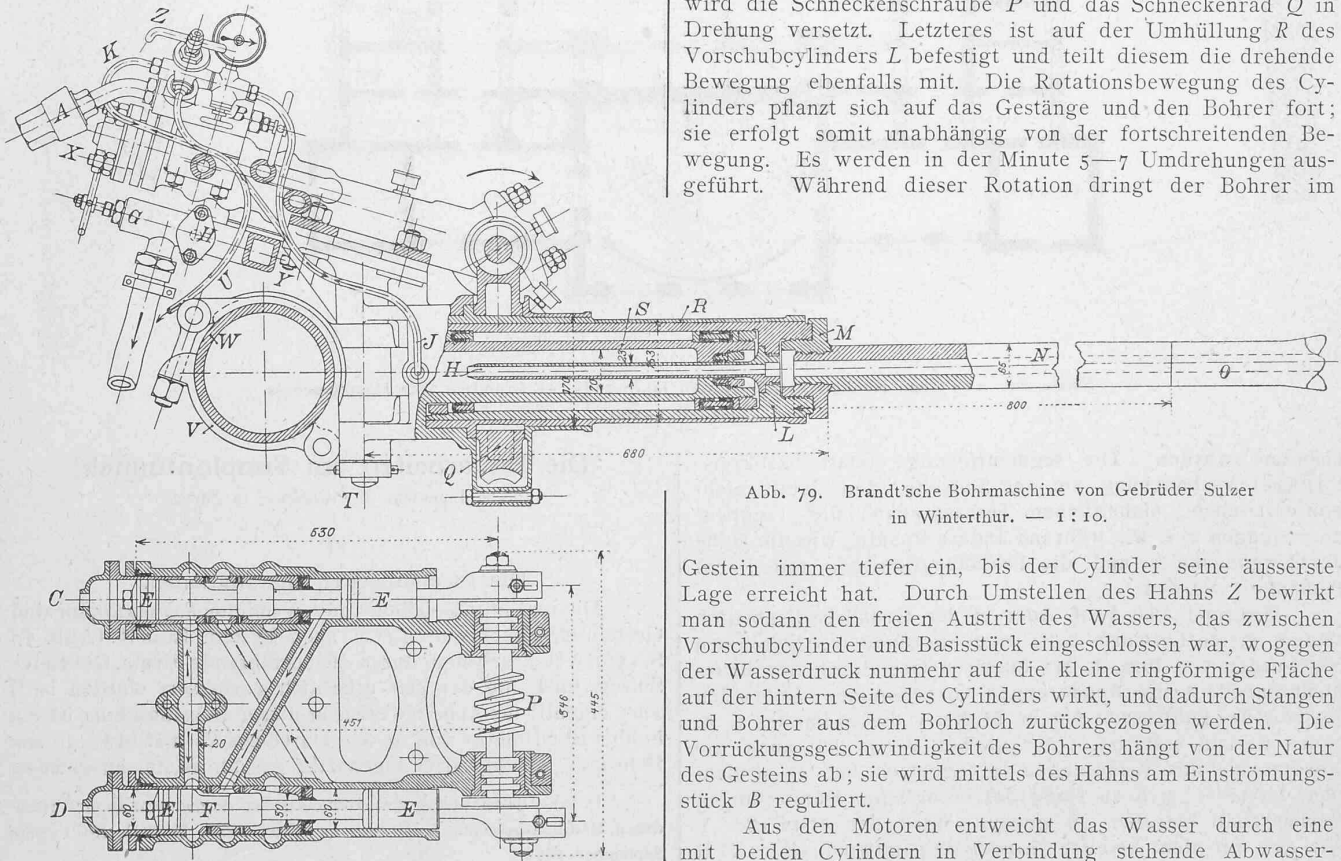 wird die Schneckenschraube P und das Schneckenrad Q in
Drehung versetzt. Letzteres ist auf der Umhüllung R des
Vorschubcylinders L befestigt und teilt diesem die drehende
Bewegung ebenfalls mit. Die Rotationsbewegung des Cy-
linders pflanzt sich auf das Gestänge und den Bohrer fort;
sie erfolgt somit unabhängig von der fortschreitenden Be-
wegung. Es werden in der Minute 5—7 Umdrehungen aus-
geführt. Während dieser Rotation dringt der Bohrer im
Z
K
A
B
X
G
H
U
Y
W
J
S
R
M
H
23
53
70
170
65
N
O
800
V
L
Q
680
T
Abb. 79. Brandt'sche Bohrmaschine von Gebrüder Sulzer
in Winterthur. — 1 : 10.
630
C
E
E
P
345
445
451
20
D
60
E
F
50
60
E
Gestein immer tiefer ein, bis der Cylinder seine äusserste
Lage erreicht hat. Durch Umstellen des Hahns Z bewirkt
man sodann den freien Austritt des Wassers, das zwischen
Vorschubcylinder und Basisstück eingeschlossen war, wogegen
der Wasserdruck nunmehr auf die kleine ringförmige Fläche
auf der hintern Seite des Cylinders wirkt, und dadurch Stangen
und Bohrer aus dem Bohrloch zurückgezogen werden. Die
Vorrückungsgeschwindigkeit des Bohrers hängt von der Natur
des Gesteins ab; sie wird mittels des Hahns am Einströmungs-
stück B reguliert.
Aus den Motoren entweicht das Wasser durch eine
mit beiden Cylindern in Verbindung stehende Abwasser-